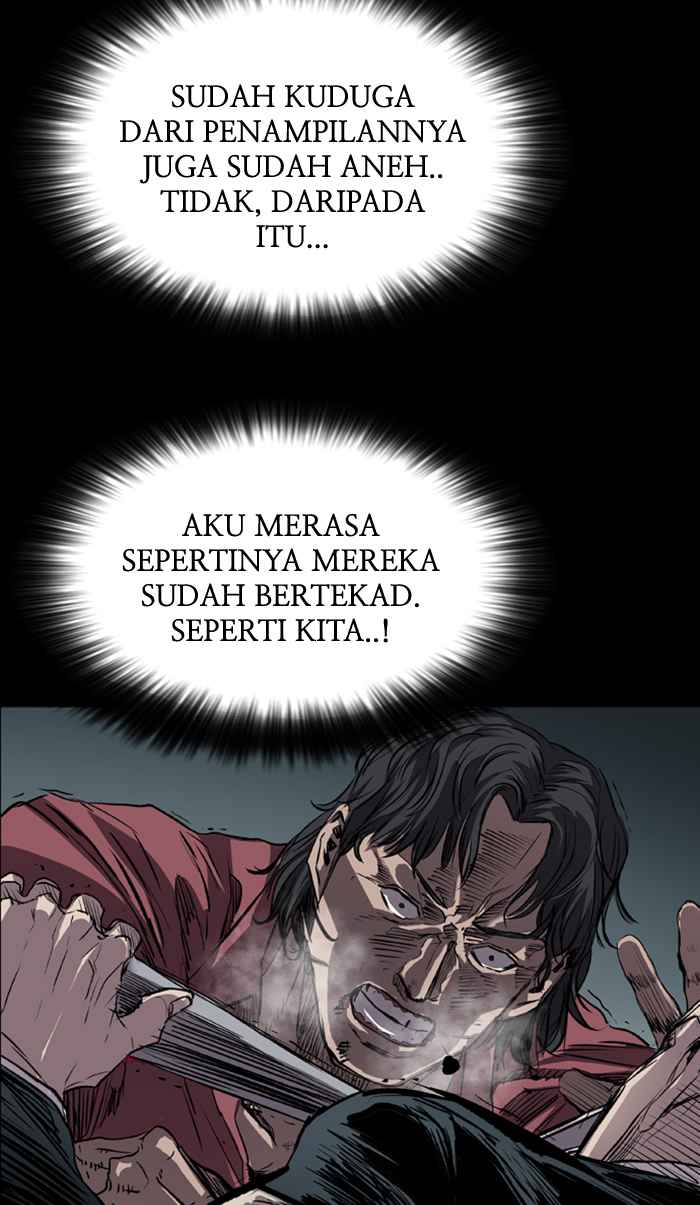 SUDAH KUDUGA
DARI PENAMPILANNYA
JUGA SUDAH ANEH..
TIDAK, DARIPADA
ITU...
AKU MERASA
SEPERTINYA MEREKA
SUDAH BERTEKAD.
SEPERTI KITA..!